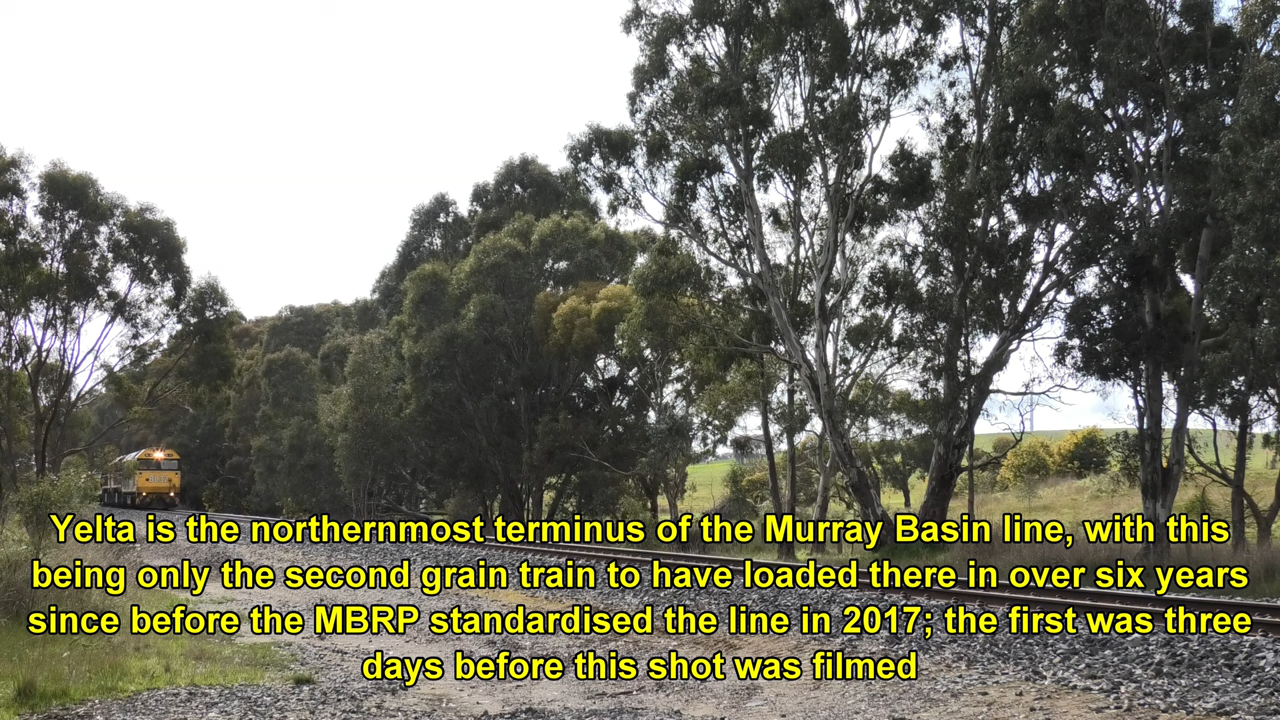 Yelta is the northernmost terminus of the Murray Basin line, with this
being only the second grain train to have loaded there in over six years
since before the MBRP standardised the line in 2017; the first was three
days before this shot was filmed